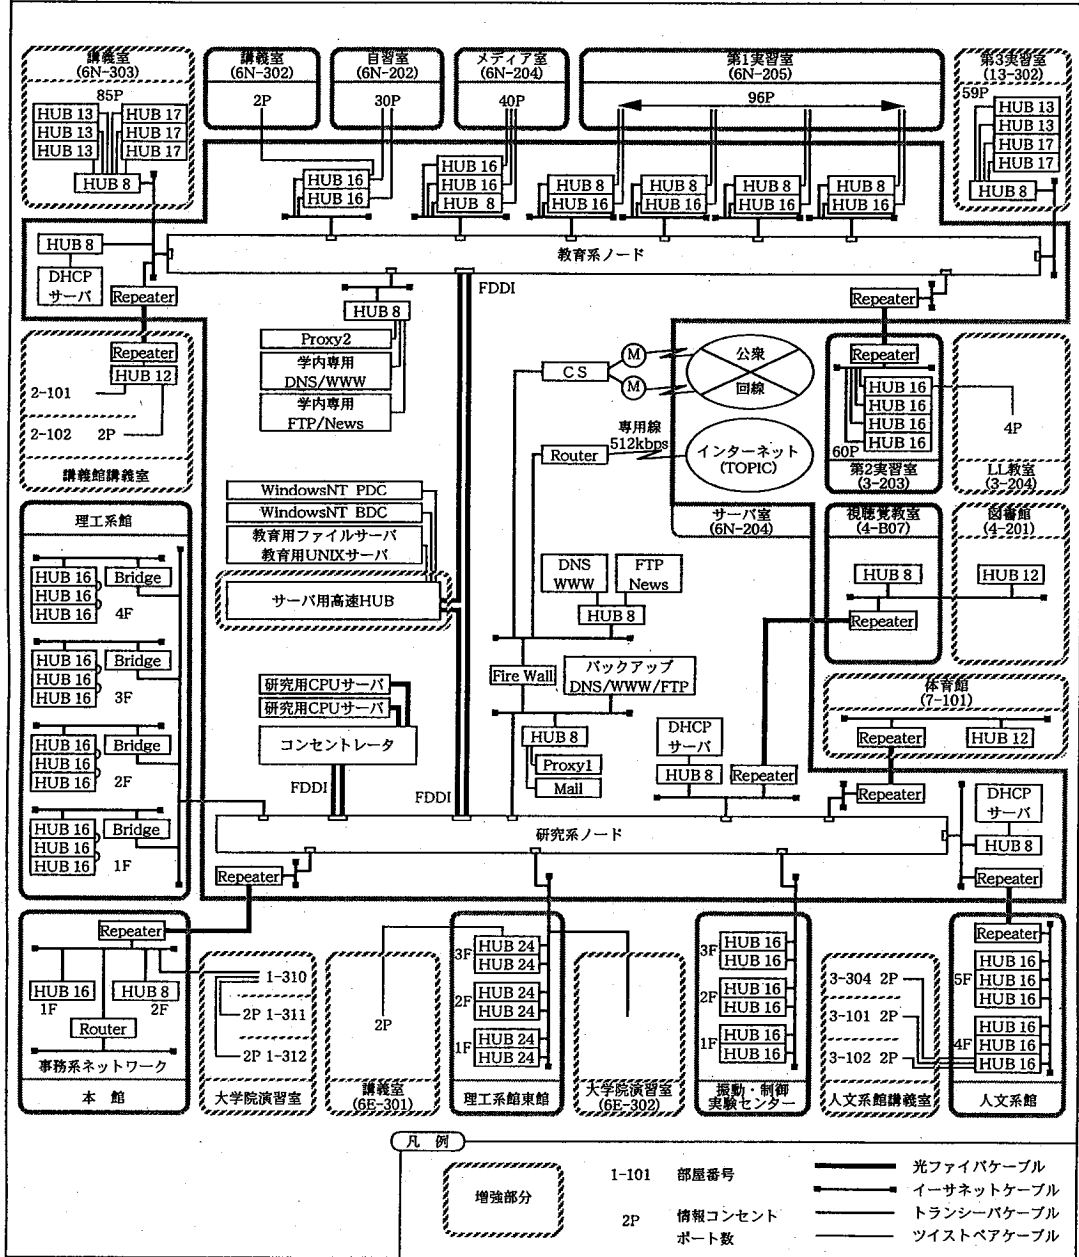 講義室
(6N-303)
85P
HUB 13
HUB 13
HUB 13
HUB 17
HUB 17
HUB 17
HUB 8
講義室
(6N-302)
2P
自習室
(6N-202)
30P
メディア室
(6N-204)
40P
第1実習室
(6N-205)
96P
第3実習室
(13-302)
59P
HUB 13
HUB 13
HUB 17
HUB 17
HUB 8
HUB 16
HUB 16
HUB 16
HUB 16
HUB 8
HUB 8
HUB 16
HUB 8
HUB 16
HUB 8
HUB 16
HUB 8
HUB 16
教育系ノード
HUB 8
DHCP
サーバ
Repeater
FDDI
HUB 8
Proxy2
学内専用
DNS/WWW
学内専用
FTP/News
Repeater
Repeater
HUB 12
2-101
2-102 2P
講義館講義室
CS
M
M
公衆
回線
Router
専用線
512kbps
インターネット
(TOPIC)
サーバ室
(6N-204)
Repeater
HUB 16
HUB 16
HUB 16
HUB 16
60P
第2実習室
(3-203)
4P
LL教室
(3-204)
WindowsNT PDC
WindowsNT BDC
教育用ファイルサーバ
教育用UNIXサーバ
サーバ用高速HUB
理工系館
HUB 16
HUB 16
HUB 16
Bridge
4F
HUB 16
HUB 16
HUB 16
Bridge
3F
HUB 16
HUB 16
HUB 16
Bridge
2F
HUB 16
HUB 16
HUB 16
Bridge
1F
DNS
WWW
FTP
News
HUB 8
Fire Wall
バックアップ
DNS/WWW/FTP
HUB 8
Proxy1
Mail
視聴覚教室
(4-B07)
HUB 8
Repeater
図書館
(4-201)
HUB 12
体育館
(7-101)
Repeater
HUB 12
研究用CPUサーバ
研究用CPUサーバ
コンセントレータ
FDDI
FDDI
DHCP
サーバ
HUB 8
Repeater
Repeater
DHCP
サーバ
HUB 8
Repeater
研究系ノード
Repeater
Repeater
HUB 16
1F
HUB 8
2F
Router
事務系ネットワーク
本 館
1-310
2P 1-311
2P 1-312
大学院演習室
2P
講義室
(6E-301)
3F
HUB 24
HUB 24
2F
HUB 24
HUB 24
1F
HUB 24
HUB 24
理工系館東館
大学院演習室
(6E-302)
3F
HUB 16
HUB 16
2F
HUB 16
HUB 16
1F
HUB 16
HUB 16
振動・制御
実験センター
3-304 2P
3-101 2P
3-102 2P
人文系館講義室
Repeater
5F
HUB 16
HUB 16
HUB 16
4F
HUB 16
HUB 16
HUB 16
人文系館
凡 例
増強部分
1-101 部屋番号
2P 情報コンセント
ポート数
光ファイバケーブル
イーサネットケーブル
トランシーバケーブル
ツイストペアケーブル